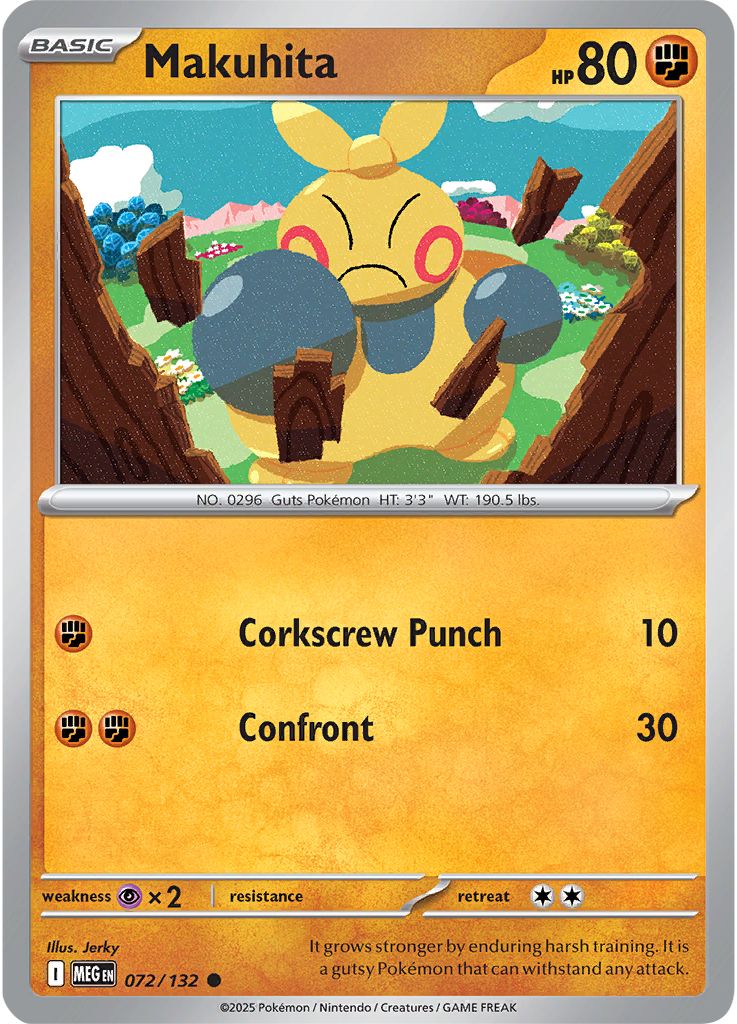 BASIC
Makuhita
HP 80
NO. 0296 Guts Pokémon HT: 3'3" WT: 190.5 lbs.
Corkscrew Punch 10
Confront 30
weakness ×2 resistance retreat
Illus. Jerky
It grows stronger by enduring harsh training. It is
a gutsy Pokémon that can withstand any attack.
I MEG EN 072/132
©2025 Pokémon / Nintendo / Creatures / GAME FREAK